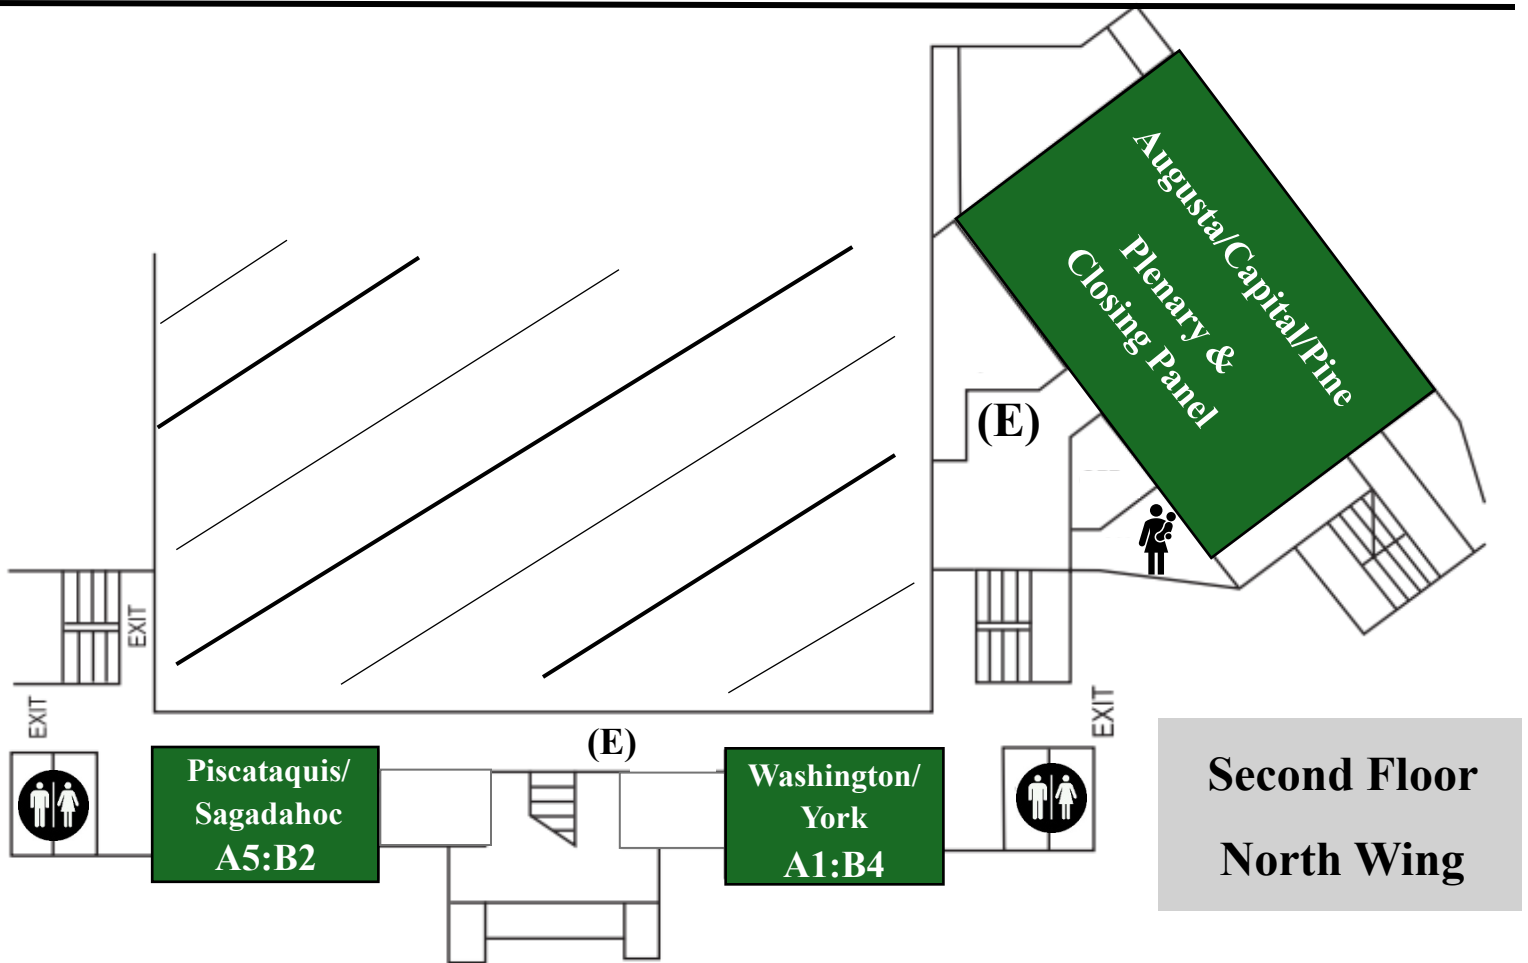 Augusta/Capital/Pine
Plenary &
Closing Panel
(E)
EXIT
EXIT
EXIT
(E)
Piscataquis/
Sagadahoc
A5:B2
Washington/
York
A1:B4
Second Floor
North Wing